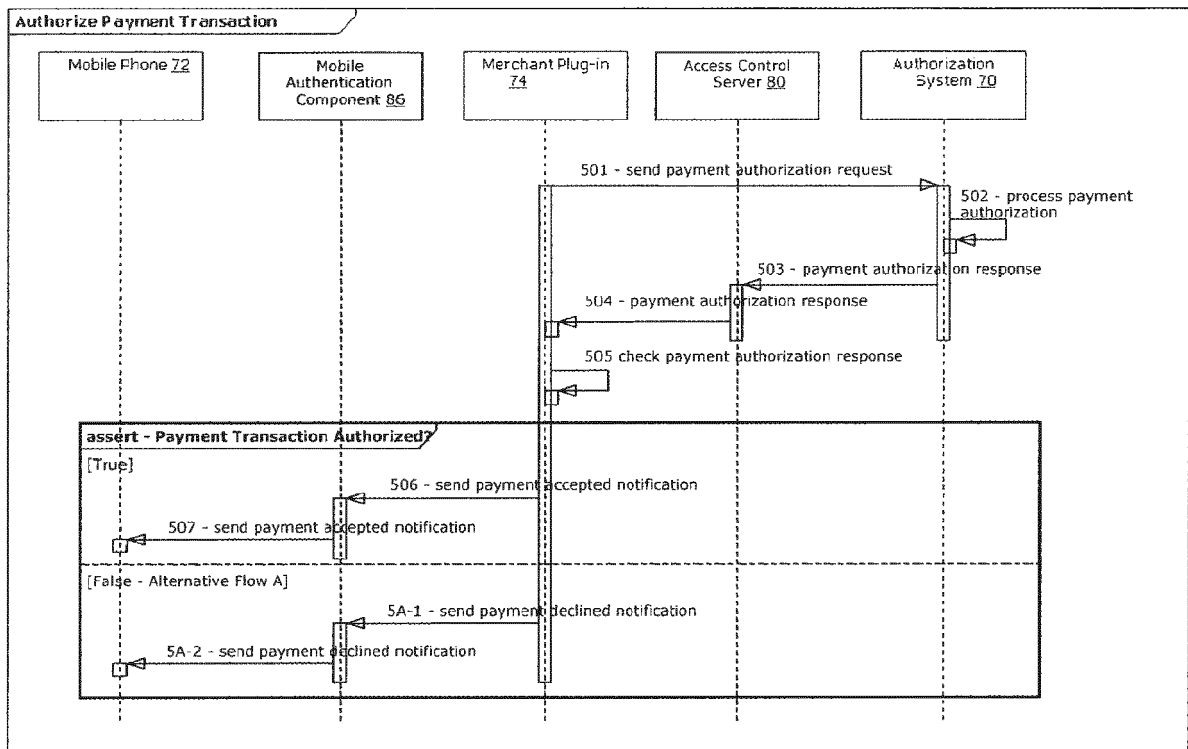 Authorize Payment Transaction
Mobile Phone 72
Mobile
Authentication
Component 86
Merchant Plug-in
74
Access Control
Server 80
Authorization
System 70
501 - send payment authorization request
502 - process payment
authorization
503 - payment authorization response
504 - payment authorization response
505 check payment authorization response
assert - Payment Transaction Authorized?
[True]
506 - send payment accepted notification
507 - send payment accepted notification
[False - Alternative Flow A]
5A-1 - send payment declined notification
5A-2 - send payment declined notification